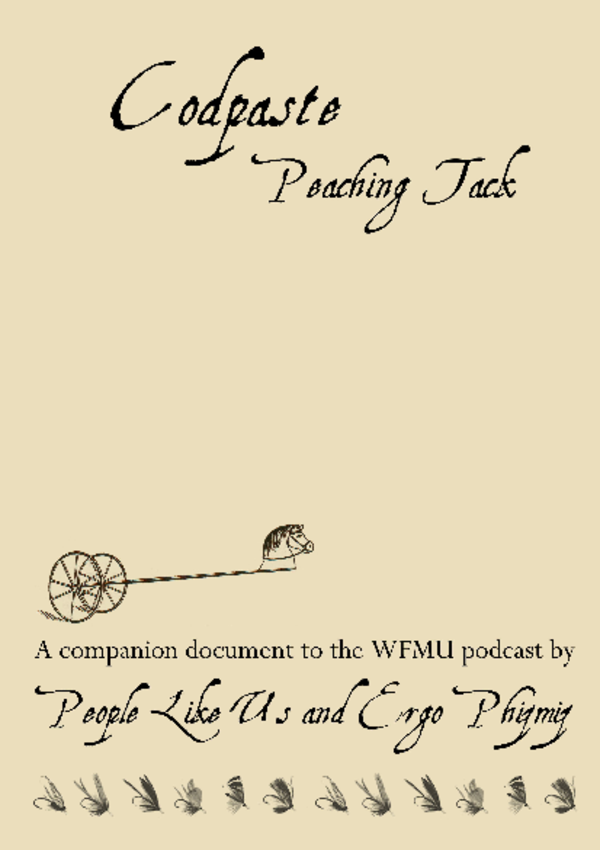 Codpaste
Peaching Jack
A companion document to the WFMU podcast by
People Like Us and Ergo Phizmiz